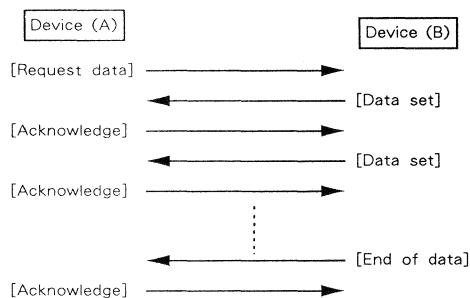 Device (A)
Device (B)
[Request data]
[Data set]
[Acknowledge]
[Data set]
[Acknowledge]
[End of data]
[Acknowledge]